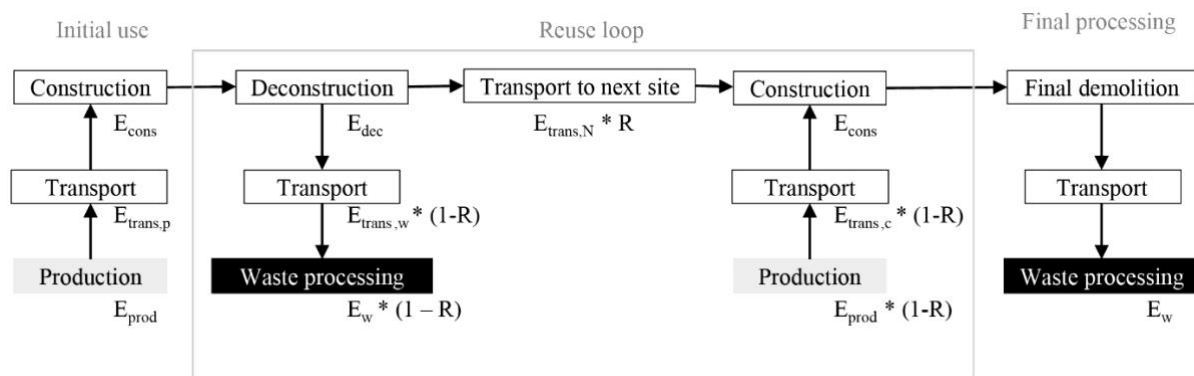 Initial use
Reuse loop
Final processing
Construction
Deconstruction
Transport to next site
Construction
Final demolition
E_cons
E_dec
E_trans,N * R
E_cons
Transport
Transport
Transport
Transport
E_trans,p
E_trans,w * (1-R)
E_trans,c * (1-R)
Production
Waste processing
Production
Waste processing
E_prod
E_w * (1 – R)
E_prod * (1-R)
E_w